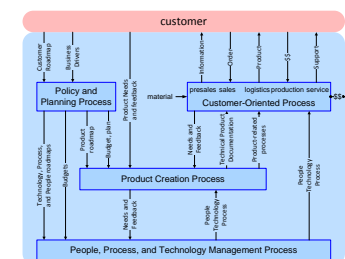 customer
Customer
Roadmap
Business
Drivers
Product Needs
and feedback
Information
Order
Product
$$
Support
Policy and
Planning Process
material
presales sales logistics production service
Customer-Oriented Process
$$
Technology, Process,
and People roadmaps
Budgets
Product
roadmap
Budget, plan
Needs and
Feedback
Technical Product
Documentation
Product-related
processes
People
Technology
Process
Product Creation Process
Needs and
Feedback
People
Technology
Process
People, Process, and Technology Management Process